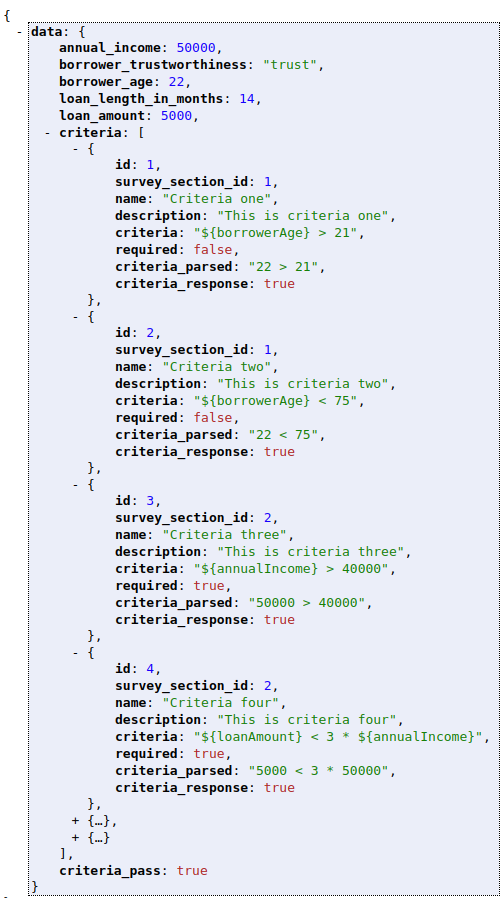 {
- data: {
annual_income: 50000,
borrower_trustworthiness: "trust",
borrower_age: 22,
loan_length_in_months: 14,
loan_amount: 5000,
- criteria: [
- {
id: 1,
survey_section_id: 1,
name: "Criteria one",
description: "This is criteria one",
criteria: "${borrowerAge} > 21",
required: false,
criteria_parsed: "22 > 21",
criteria_response: true
},
- {
id: 2,
survey_section_id: 1,
name: "Criteria two",
description: "This is criteria two",
criteria: "${borrowerAge} < 75",
required: false,
criteria_parsed: "22 < 75",
criteria_response: true
},
- {
id: 3,
survey_section_id: 2,
name: "Criteria three",
description: "This is criteria three",
criteria: "${annualIncome} > 40000",
required: true,
criteria_parsed: "50000 > 40000",
criteria_response: true
},
- {
id: 4,
survey_section_id: 2,
name: "Criteria four",
description: "This is criteria four",
criteria: "${loanAmount} < 3 * ${annualIncome}",
required: true,
criteria_parsed: "5000 < 3 * 50000",
criteria_response: true
},
+ {…},
+ {…}
],
criteria_pass: true
}